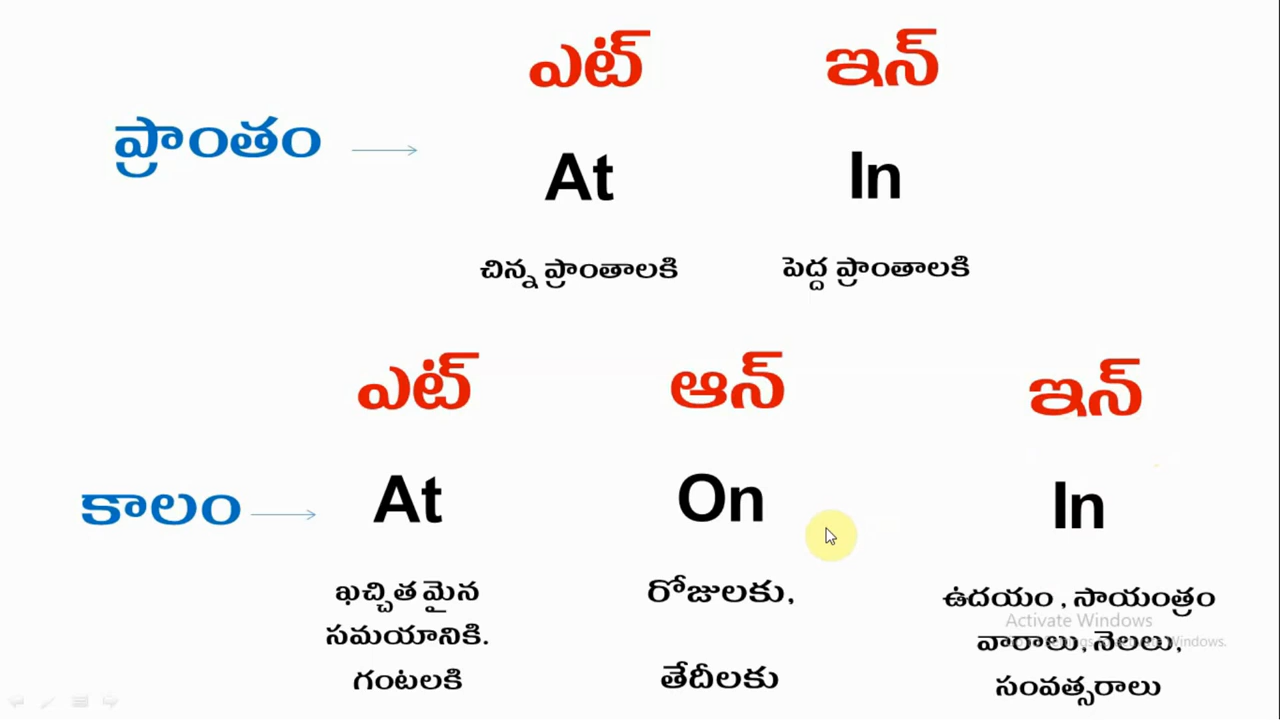 ఎట్ ఇన్
ప్రాంతం
At In
చిన్న ప్రాంతాలకి పెద్ద ప్రాంతాలకి
ఎట్ ఆన్ ఇన్
కాలం At On In
ఖచ్చిత మైన రోజులకు, ఉదయం , సాయంత్రం
Activate Windows
సమయానికి. వారాలు, నెలలు,
గంటలకి తేదీలకు సంవత్సరాలు